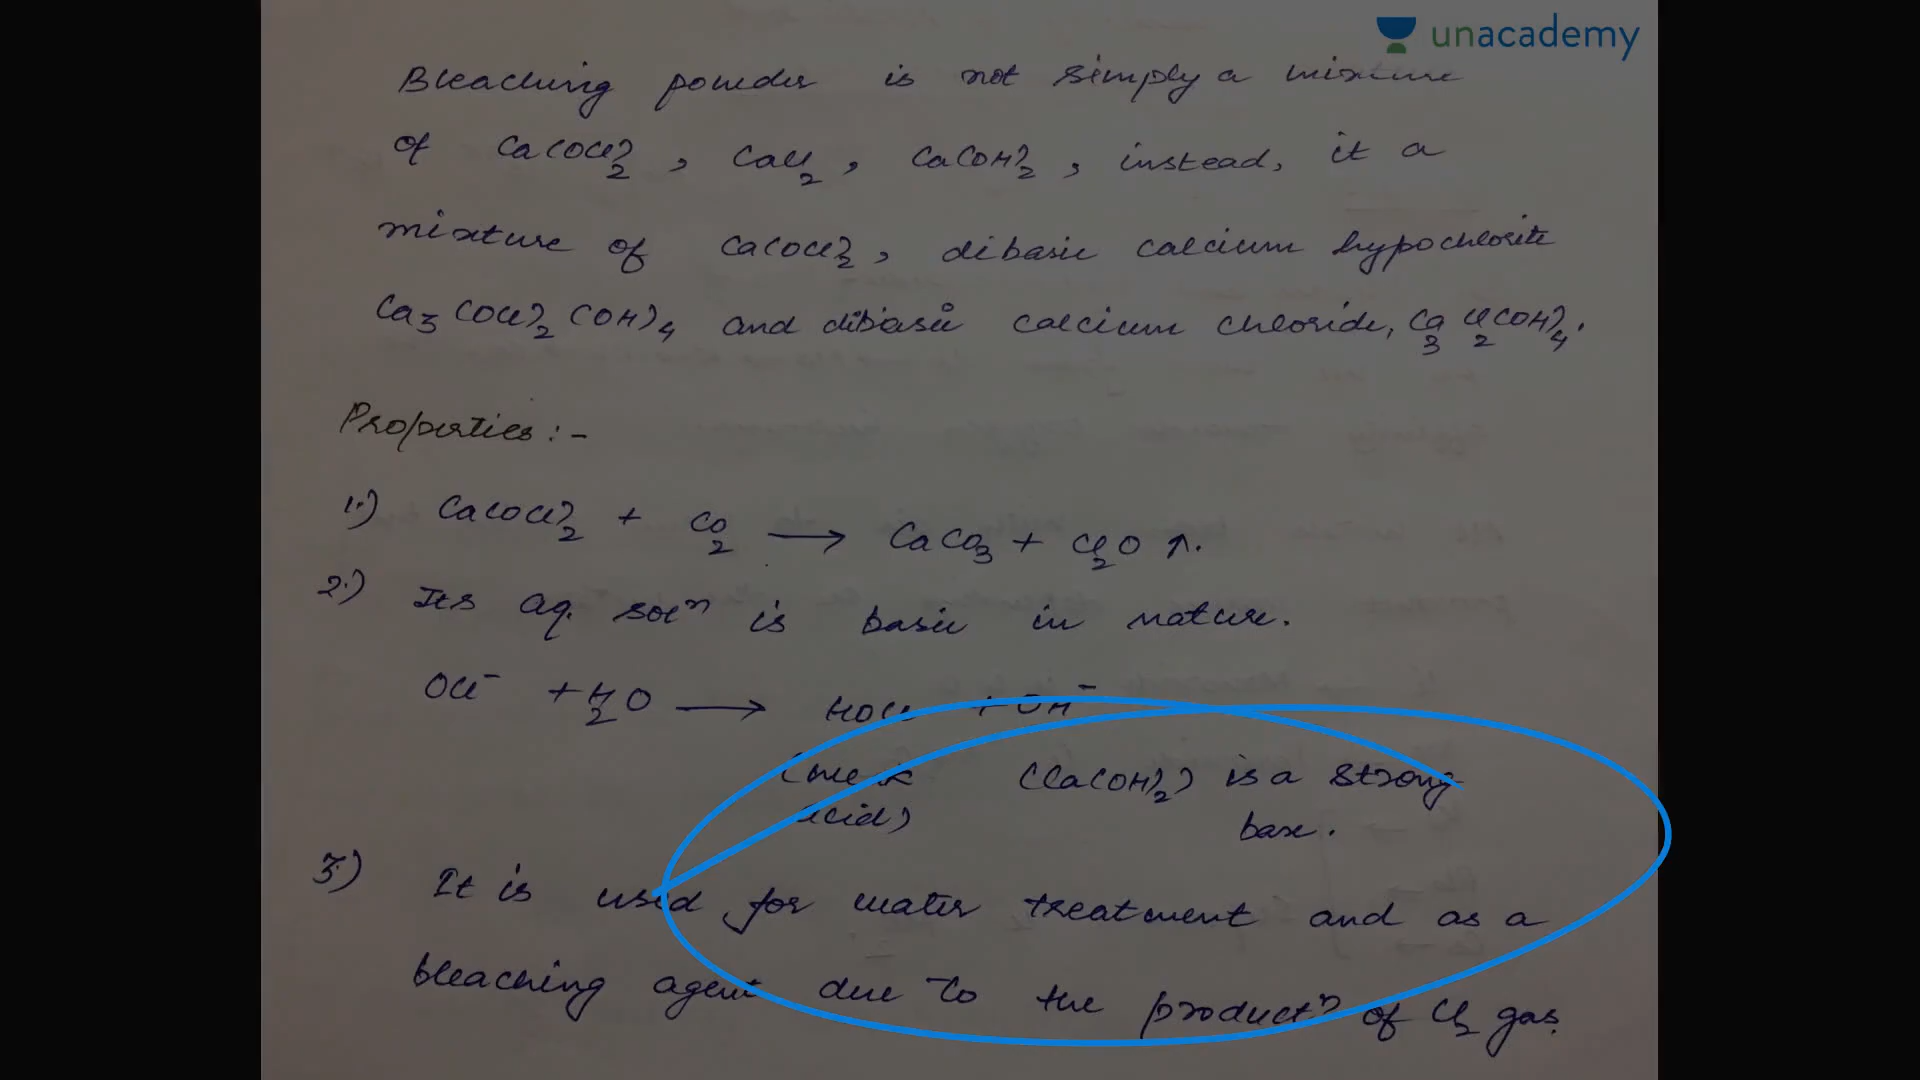 unacademy
Bleaching powder is not simply a mixture
of Ca(OCl)2, CaCl2, Ca(OH)2, instead, it a
mixture of Ca(OCl)2, dibasic calcium hypochlorite
Ca3(OCl)2(OH)4 and dibasic calcium chloride, Ca3Cl2(OH)4.
Properties:-
1.) Ca(OCl)2 + CO2 → CaCO3 + Cl2O ↑.
2.) Its aq. solⁿ is basic in nature.
OCl⁻ + H2O → HOCl + OH⁻
(weak (Ca(OH)2) is a strong
acid) base.
3.) It is used for water treatment and as a
bleaching agent due to the productⁿ of Cl2 gas.